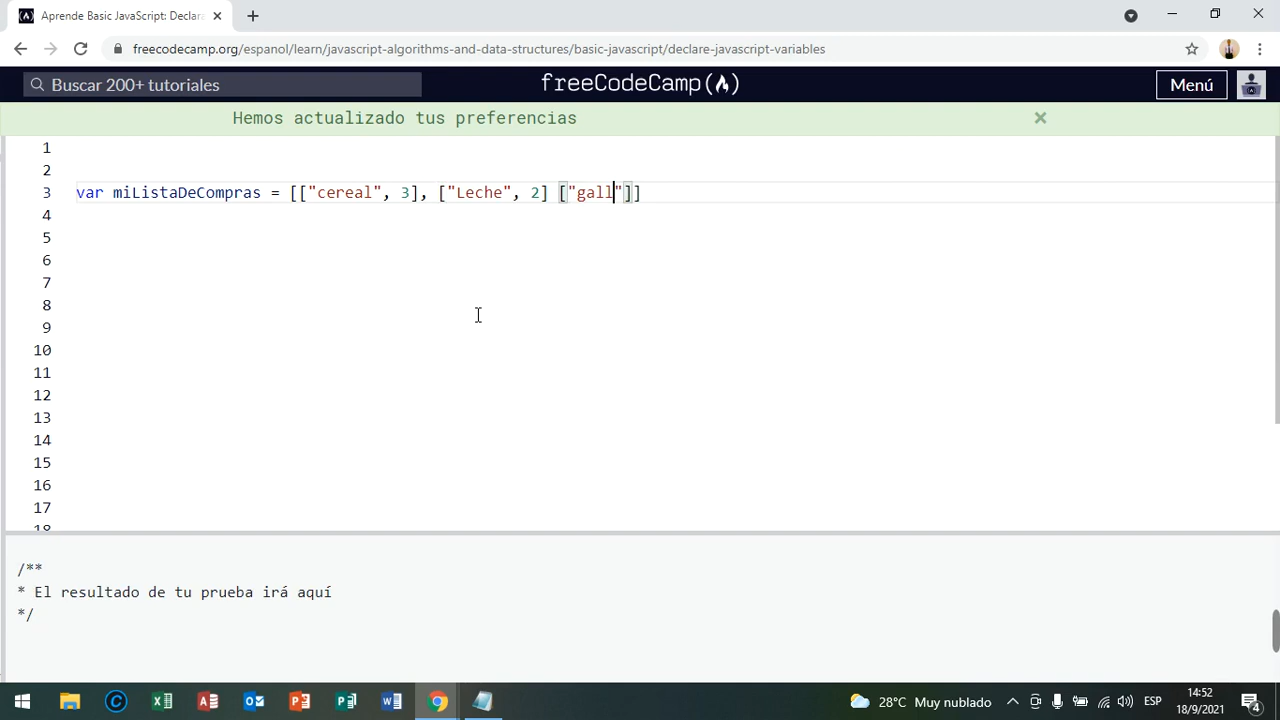 Aprende Basic JavaScript: Declara
freecodecamp.org/espanol/learn/javascript-algorithms-and-data-structures/basic-javascript/declare-javascript-variables
Buscar 200+ tutoriales
freeCodeCamp
Menú
Hemos actualizado tus preferencias
1
2
3 var miListaDeCompras = [["cereal", 3], ["Leche", 2] ["gall"]]
4
5
6
7
8
9
10
11
12
13
14
15
16
17
18
/**
* El resultado de tu prueba irá aquí
*/
28°C Muy nublado ESP 14:52
18/9/2021 4